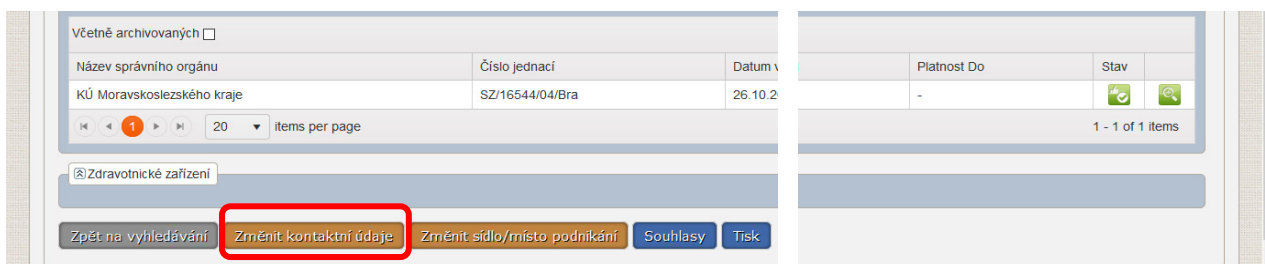 Včetně archivovaných
Název správního orgánu Číslo jednací Datum v Platnost Do Stav
KÚ Moravskoslezského kraje SZ/16544/04/Bra 26.10.20 -
1 20 items per page 1 - 1 of 1 items
Zdravotnické zařízení
Zpět na vyhledávání Změnit kontaktní údaje Změnit sídlo/místo podnikání Souhlasy Tisk